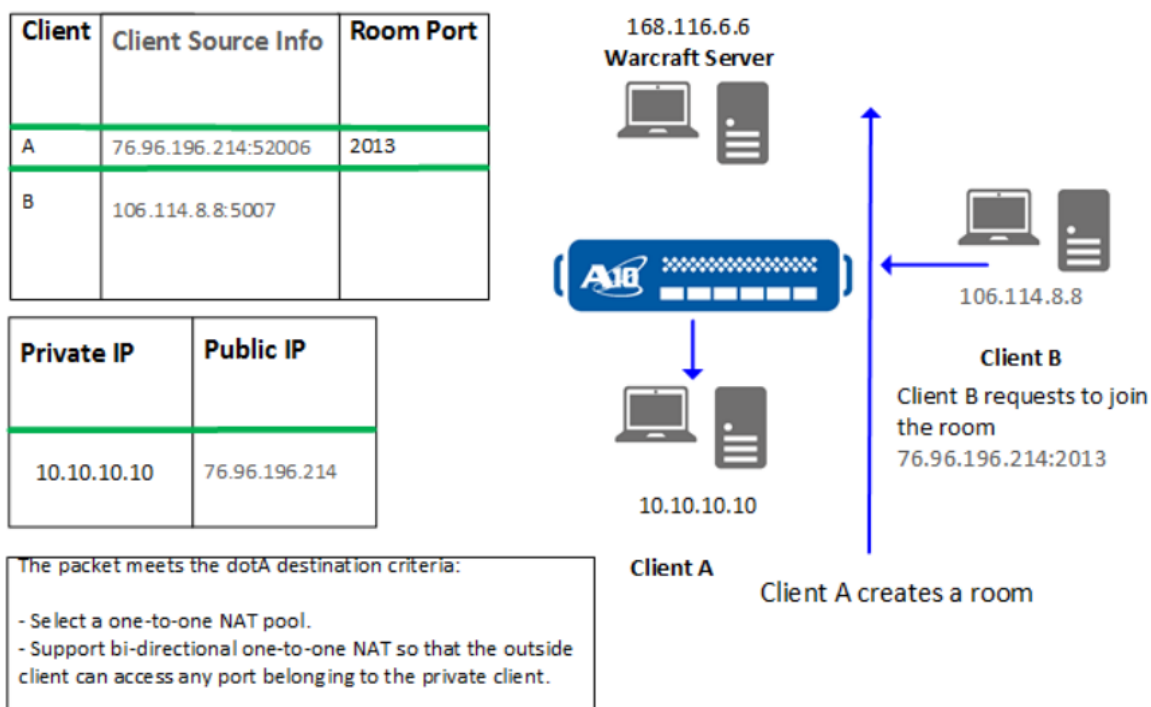 Client Client Source Info Room Port
A 76.96.196.214:52006 2013
B 106.114.8.8:5007
Private IP Public IP
10.10.10.10 76.96.196.214
The packet meets the dotA destination criteria:
- Select a one-to-one NAT pool.
- Support bi-directional one-to-one NAT so that the outside
client can access any port belonging to the private client.
168.116.6.6
Warcraft Server
A10
106.114.8.8
Client B
Client B requests to join
the room
76.96.196.214:2013
10.10.10.10
Client A
Client A creates a room